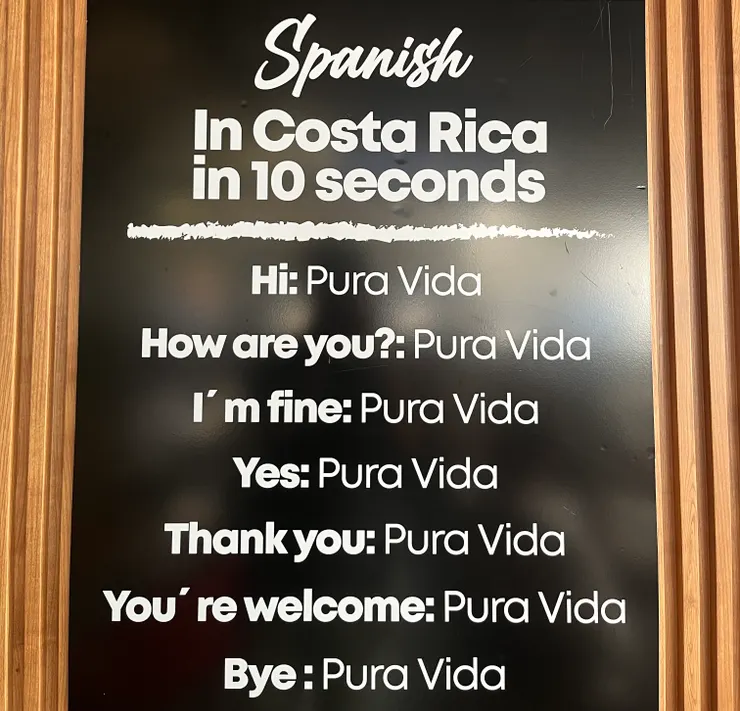 Spanish
In Costa Rica
in 10 seconds
Hi: Pura Vida
How are you?: Pura Vida
I´m fine: Pura Vida
Yes: Pura Vida
Thank you: Pura Vida
You´re welcome: Pura Vida
Bye : Pura Vida